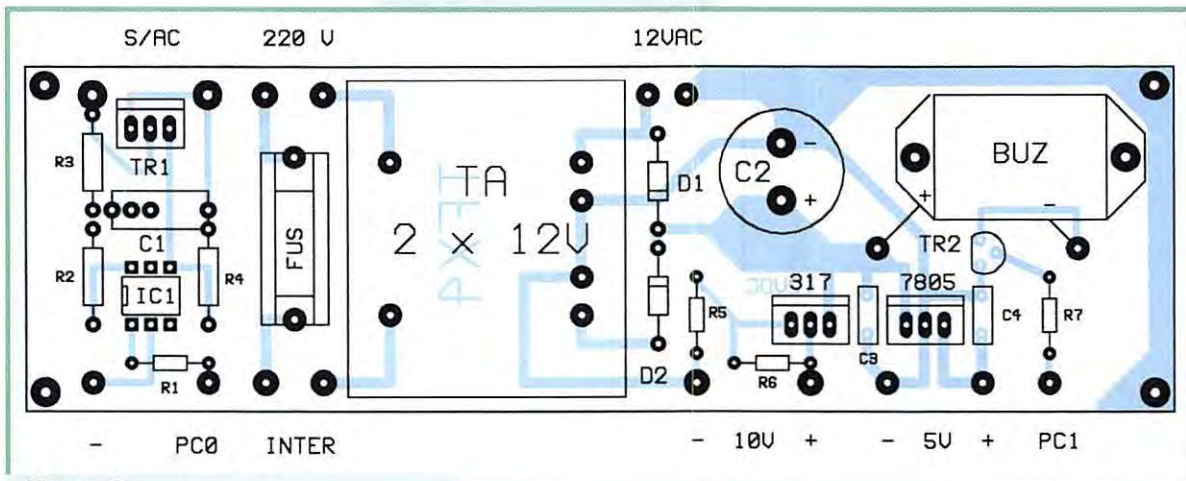 S/AC 220 V 12VAC
R3
TR1
D1
C2
-
+
BUZ
+
-
TA
2 x 12V
C1
R2
IC1
R4
FUS
TR2
317
7805
R5
C3
C4
R7
R1
D2
R6
- PC0 INTER - 10V + - 5V + PC1